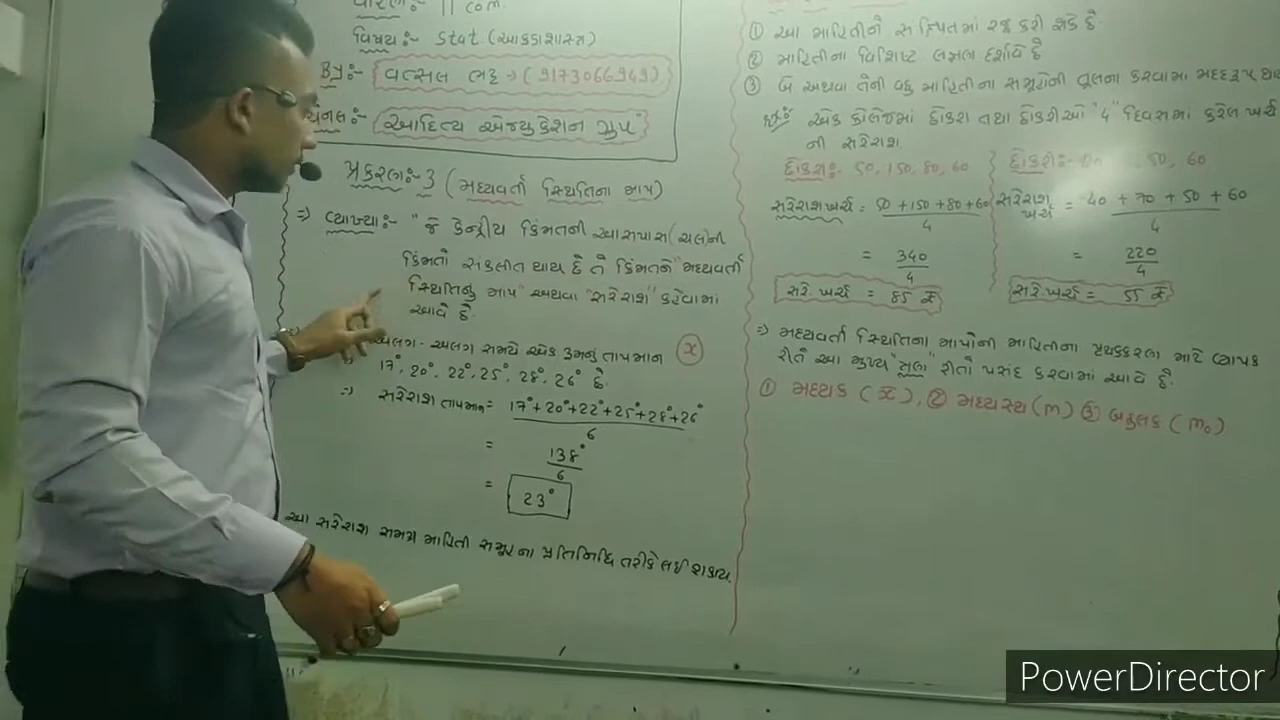 ધોરણ:- 11 com.
વિષય:- Stat. (આંકડાશાસ્ત્ર)
By:- વત્સલ ભટ્ટ → (9173066949)
ચેનલ:- આદિત્ય એજ્યુકેશન ગ્રુપ
પ્રકરણ:- ૩ (મધ્યવર્તી સ્થિતિના માપ)
⇒ વ્યાખ્યા:- "જે કેન્દ્રીય કિંમતની આસપાસ (ચલ)ની
કિંમતો સંકલીત થાય છે તે કિંમતને "મધ્યવર્તી
સ્થિતિનું માપ" અથવા "સરેરાશ" કહેવામાં
આવે છે.
અલગ-અલગ સમયે એક રૂમનું તાપમાન (x)
17°, 20°, 22°, 25°, 28°, 26° છે.
⇒ સરેરાશ તાપમાન = 17°+20°+22°+25°+28°+26°
6
= 138°
6
= 23°
આ સરેરાશ સમગ્ર માહિતી સમૂહના પ્રતિનિધિ તરીકે લઈ શકાય.
① આ માહિતીને સંક્ષિપ્તમાં રજૂ કરી શકે છે.
② માહિતીના વિશિષ્ટ લક્ષણ દર્શાવે છે
③ બે અથવા તેની વધુ માહિતીના સમૂહોની તુલના કરવામાં મદદરૂપ થાય
એક કોલેજમાં છોકરા તથા છોકરીઓ "4" દિવસમાં કરેલ ખર્ચ
ની સરેરાશ
છોકરા:- 50, 150, 80, 60
સરેરાશ ખર્ચ = 50 + 150 + 80 + 60
4
= 340
4
સરે. ખર્ચ = 85 રૂ
છોકરી:- 50, 60
સરેરાશ ખર્ચ = 40 + 70 + 50 + 60
4
= 220
4
સરે. ખર્ચ = 55 રૂ
⇒ મધ્યવર્તી સ્થિતિના માપોની માહિતીના પૃથક્કરણ માટે વ્યાપક
રીતે આ મુખ્ય "ત્રણ" રીતો પસંદ કરવામાં આવે છે.
① મધ્યક (x̄), ② મધ્યસ્થ (m) ③ બહુલક (m₀)
PowerDirector